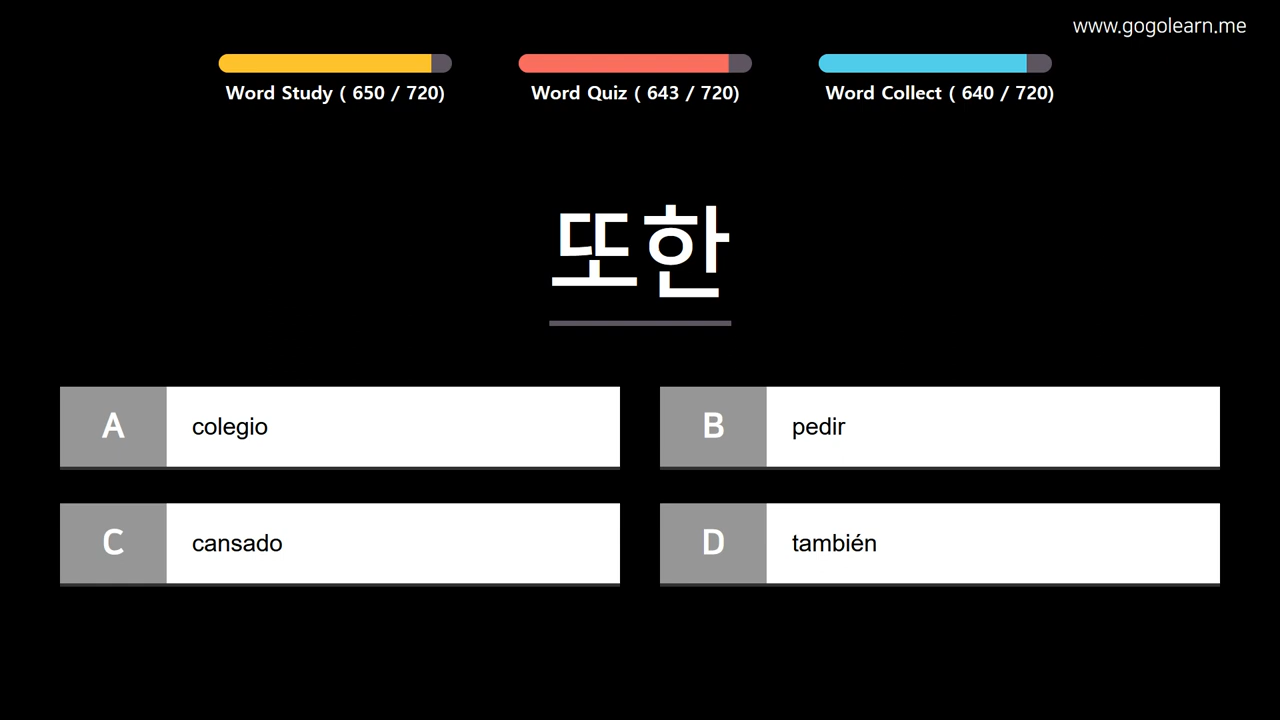 www.gogolearn.me
Word Study ( 650 / 720)
Word Quiz ( 643 / 720)
Word Collect ( 640 / 720)
또한
A colegio
B pedir
C cansado
D también